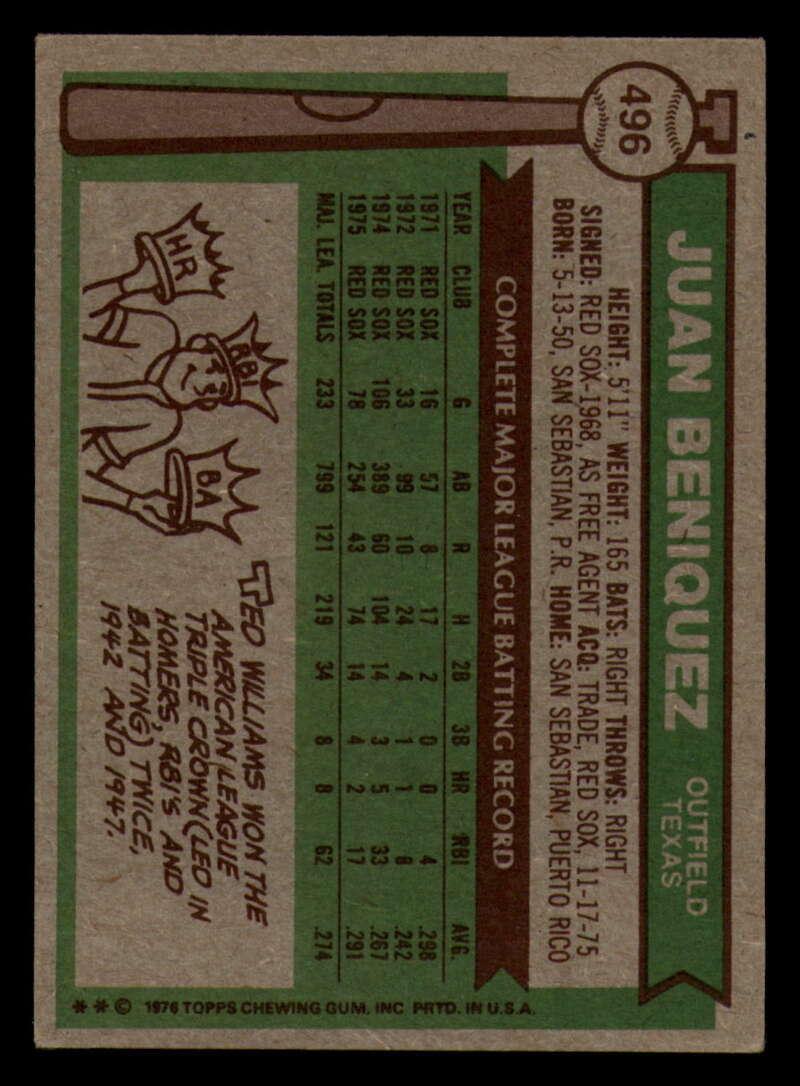 496
JUAN BENIQUEZ
OUTFIELD
TEXAS
HEIGHT: 5'11" WEIGHT: 165 BATS: RIGHT THROWS: RIGHT
SIGNED: RED SOX-1968, AS FREE AGENT ACQ: TRADE, RED SOX, 11-17-75
BORN: 5-13-50, SAN SEBASTIAN, P.R. HOME: SAN SEBASTIAN, PUERTO RICO
COMPLETE MAJOR LEAGUE BATTING RECORD
YEAR CLUB G AB R H 2B 3B HR RBI AVG.
1971 RED SOX 16 57 8 17 2 0 0 4 .298
1972 RED SOX 33 99 10 24 4 1 1 8 .242
1974 RED SOX 106 389 60 104 14 3 5 33 .267
1975 RED SOX 78 254 43 74 14 4 2 17 .291
MAJ. LEA. TOTALS 233 799 121 219 34 8 8 62 .274
HR
RBI
BA
TED WILLIAMS WON THE
AMERICAN LEAGUE
TRIPLE CROWN (LED IN
HOMERS, RBI'S AND
BATTING) TWICE,
1942 AND 1947.
** © 1976 TOPPS CHEWING GUM, INC PRTD. IN U.S.A.